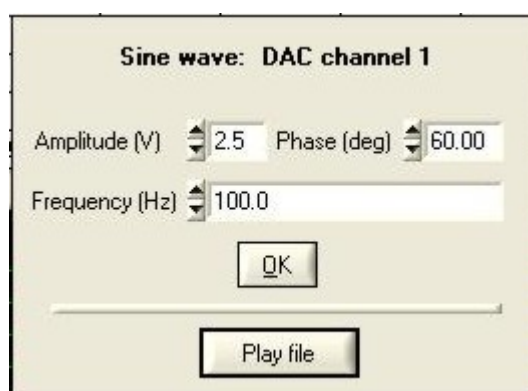 Sine wave: DAC channel 1
Amplitude (V) 2.5 Phase (deg) 60.00
Frequency (Hz) 100.0
OK
Play file